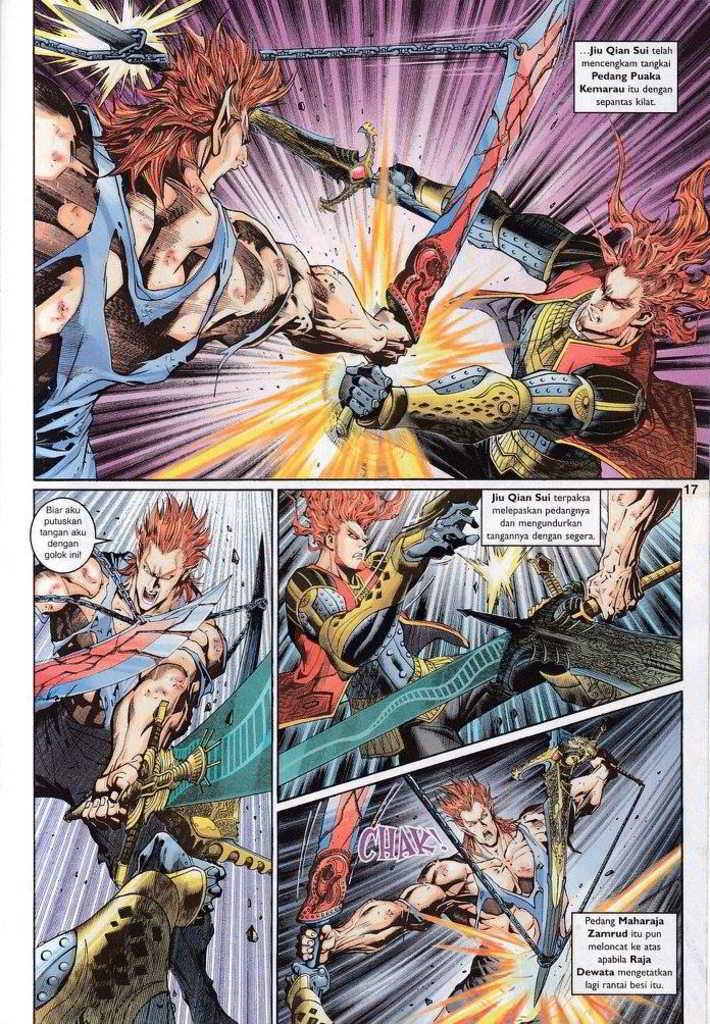 ...Jiu Qian Sui telah
mencengkam tangkai
Pedang Puaka
Kemarau itu dengan
sepantas kilat.
17
Biar aku
putuskan
tangan aku
dengan
golok ini!
Jiu Qian Sui terpaksa
melepaskan pedangnya
dan mengundurkan
tangannya dengan segera.
CHAK!
Pedang Maharaja
Zamrud itu pun
meloncat ke atas
apabila Raja
Dewata mengetatkan
lagi rantai besi itu.